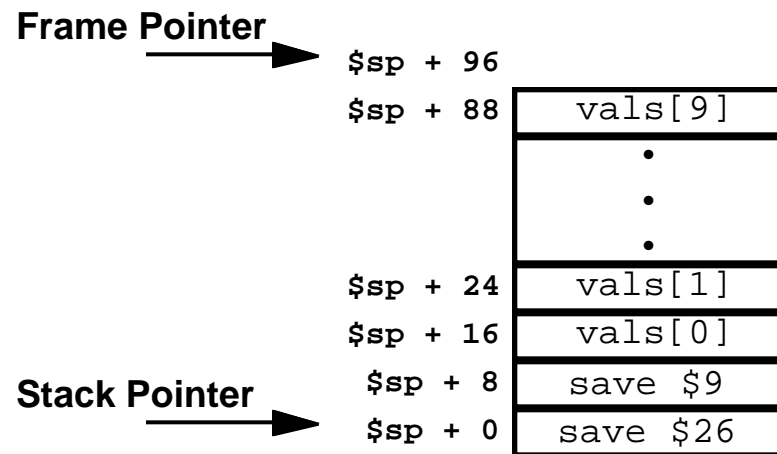 Frame Pointer
$sp + 96
$sp + 88 vals[9]
$sp + 24 vals[1]
$sp + 16 vals[0]
$sp + 8 save $9
Stack Pointer
$sp + 0 save $26